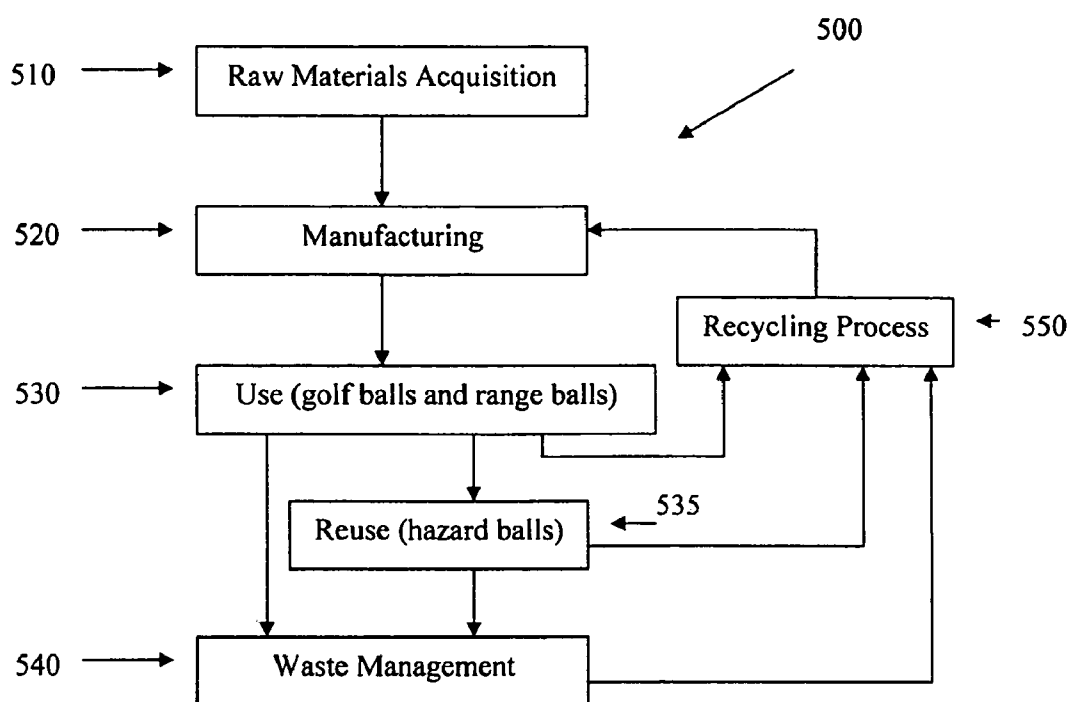 500
510
Raw Materials Acquisition
520
Manufacturing
Recycling Process
550
530
Use (golf balls and range balls)
535
Reuse (hazard balls)
540
Waste Management